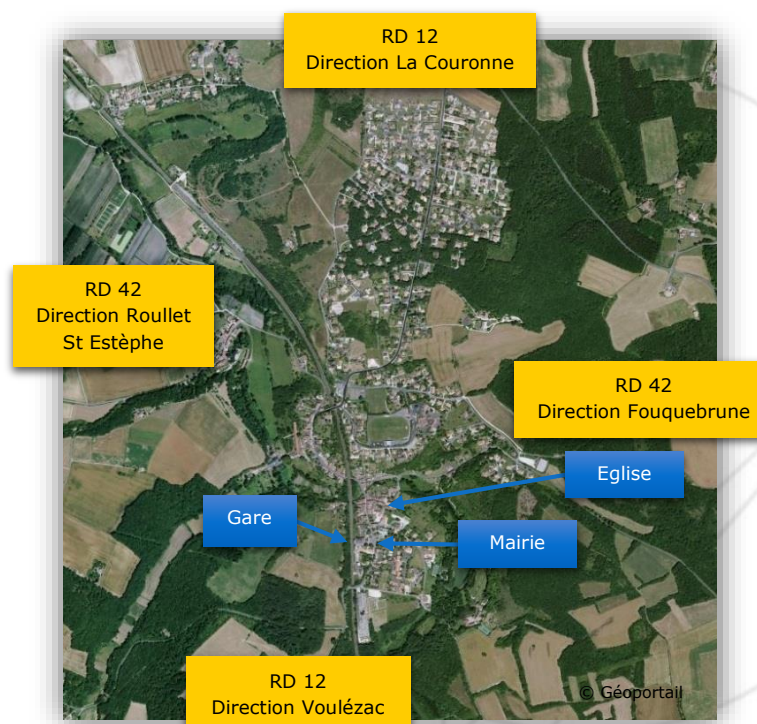 RD 12
Direction La Couronne
RD 42
Direction Roullet
St Estèphe
RD 42
Direction Fouquebrune
Eglise
Gare
Mairie
RD 12
Direction Voulézac
© Géoportail